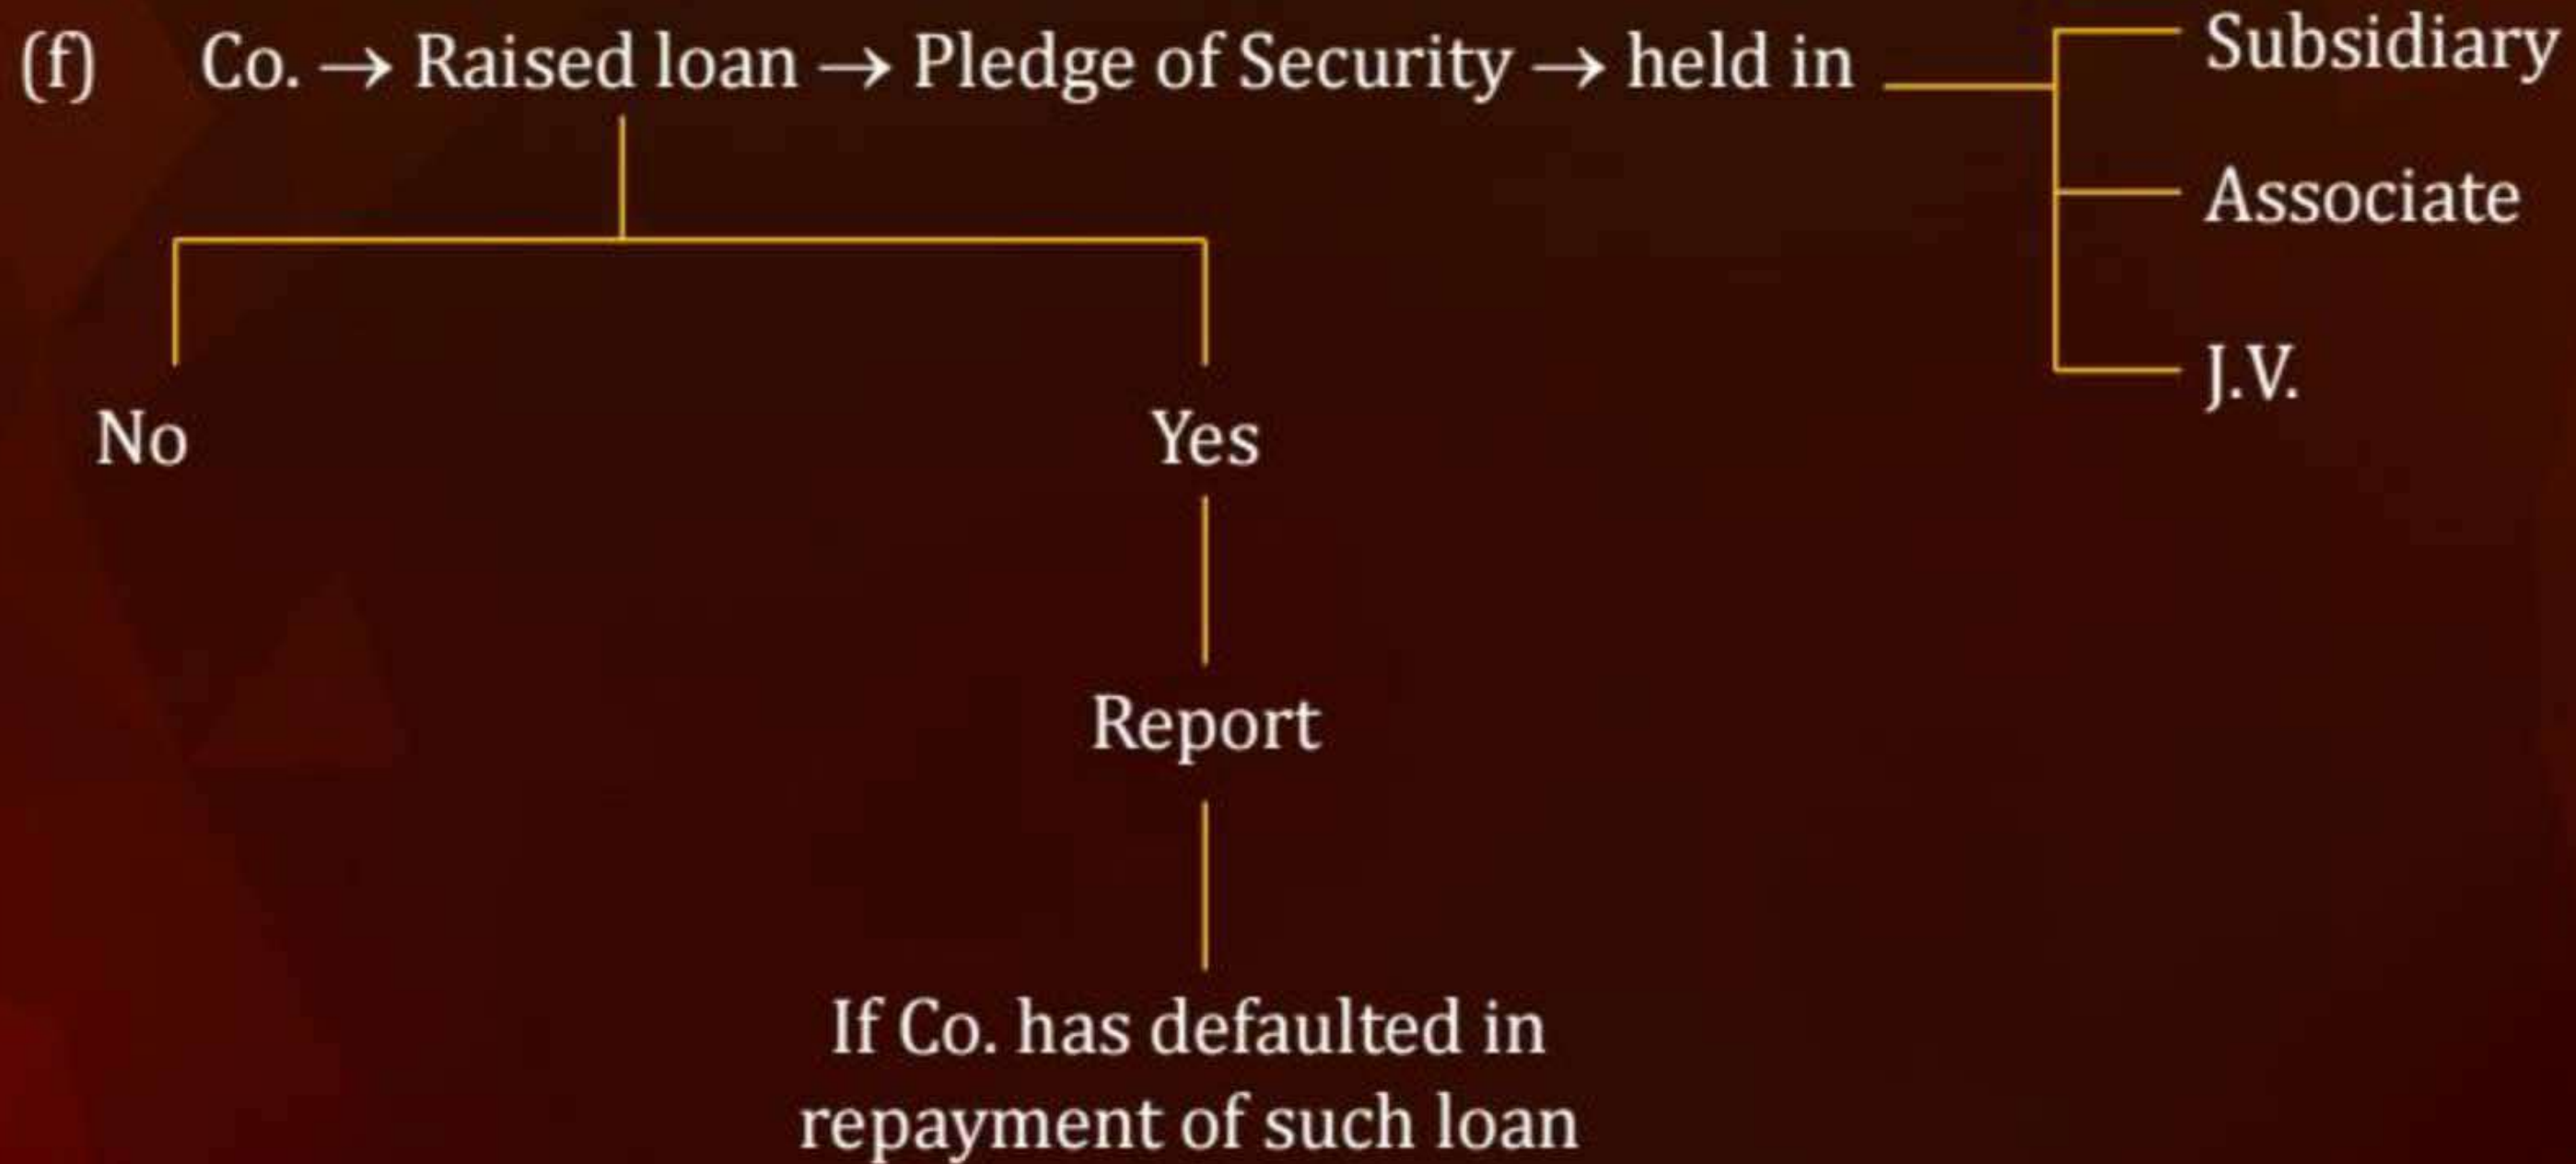 (f) Co. → Raised loan → Pledge of Security → held in
Subsidiary
Associate
J.V.
No
Yes
Report
If Co. has defaulted in
repayment of such loan